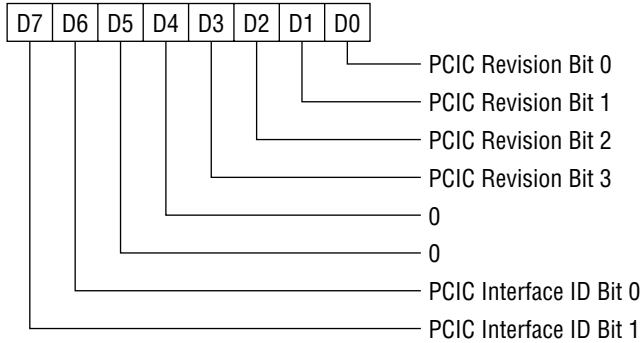 D7 D6 D5 D4 D3 D2 D1 D0
PCIC Revision Bit 0
PCIC Revision Bit 1
PCIC Revision Bit 2
PCIC Revision Bit 3
0
0
PCIC Interface ID Bit 0
PCIC Interface ID Bit 1